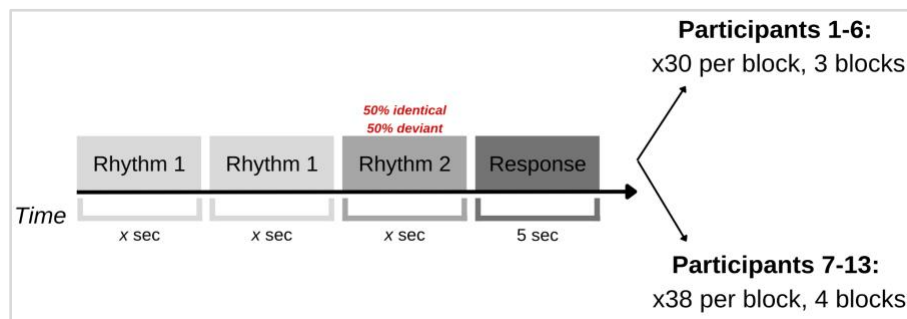 Participants 1-6:
x30 per block, 3 blocks
50% identical
50% deviant
Rhythm 1
Rhythm 1
Rhythm 2
Response
Time
x sec
x sec
x sec
5 sec
Participants 7-13:
x38 per block, 4 blocks